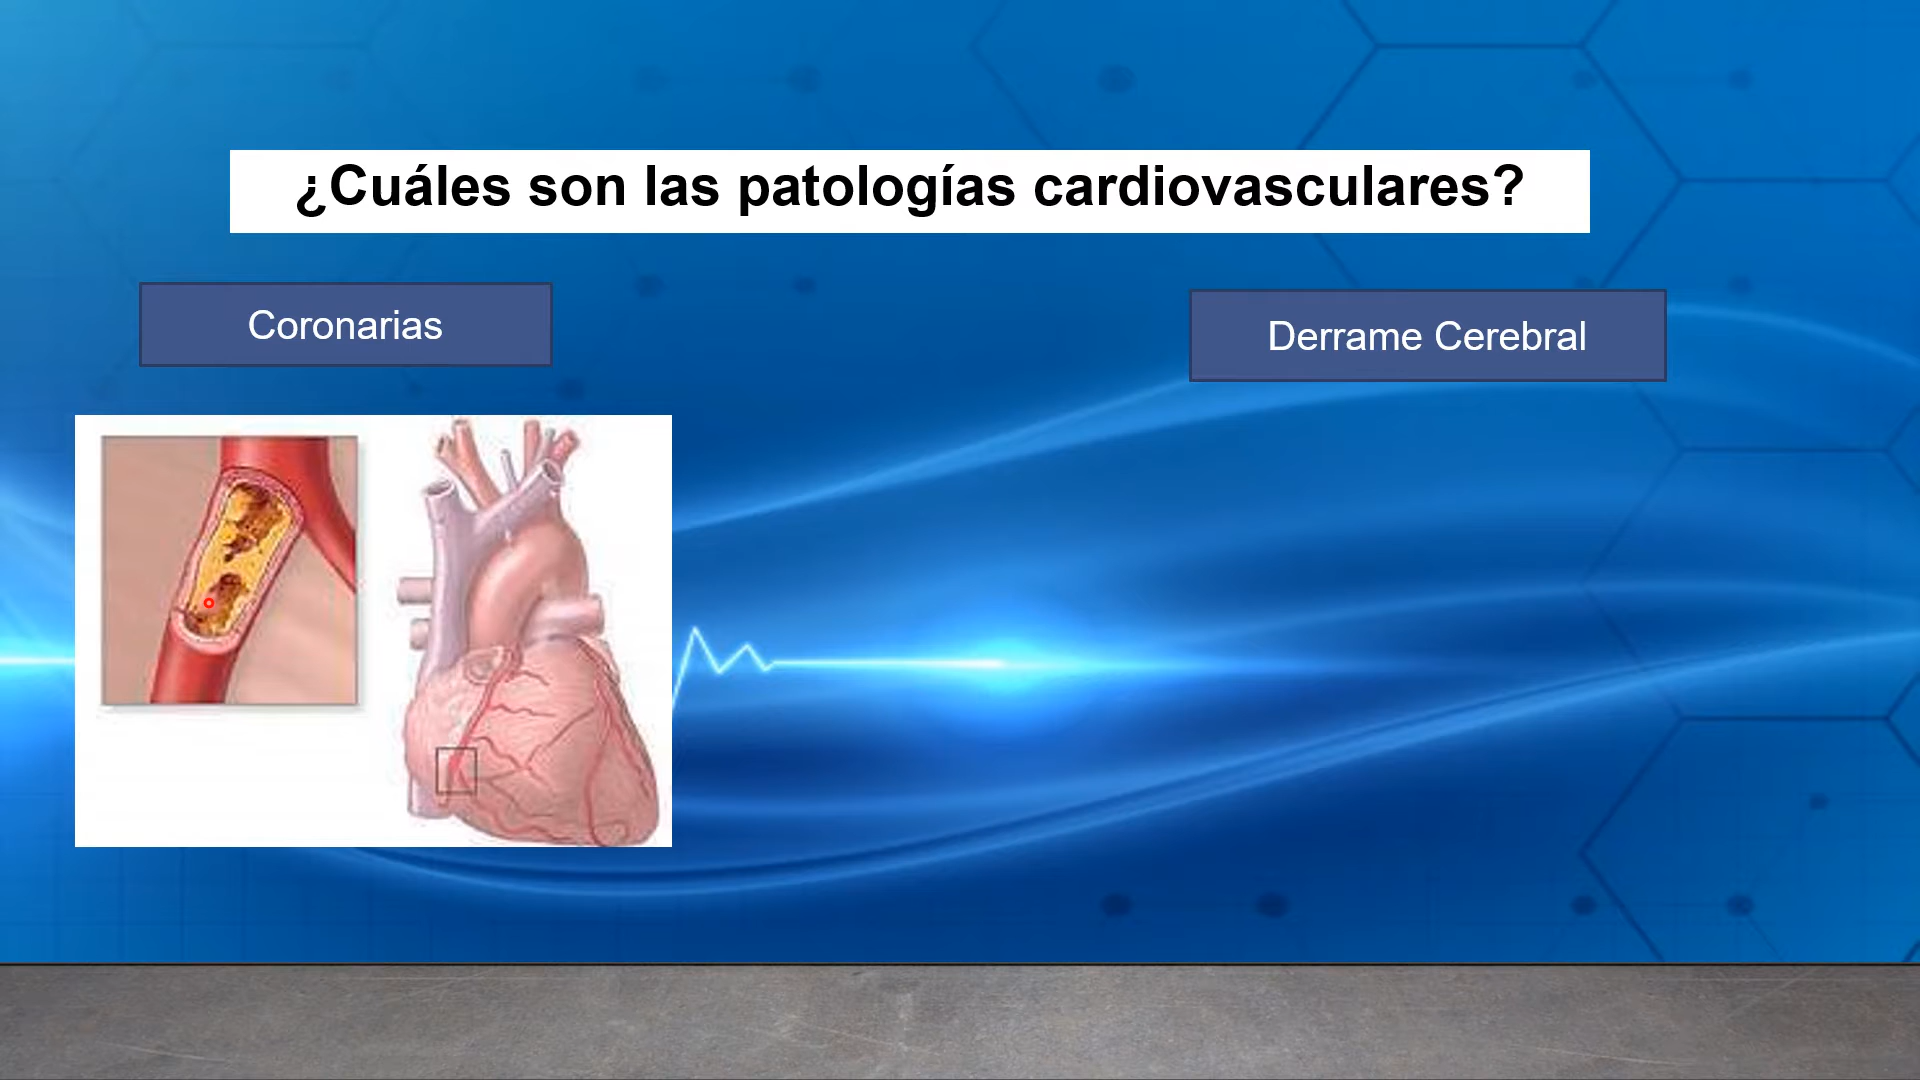 ¿Cuáles son las patologías cardiovasculares?
Coronarias
Derrame Cerebral